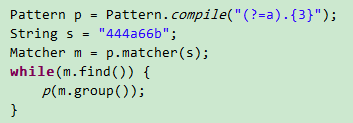 Pattern p = Pattern.compile("(?=a).{3}");
String s = "444a66b";
Matcher m = p.matcher(s);
while(m.find()) {
    p(m.group());
}